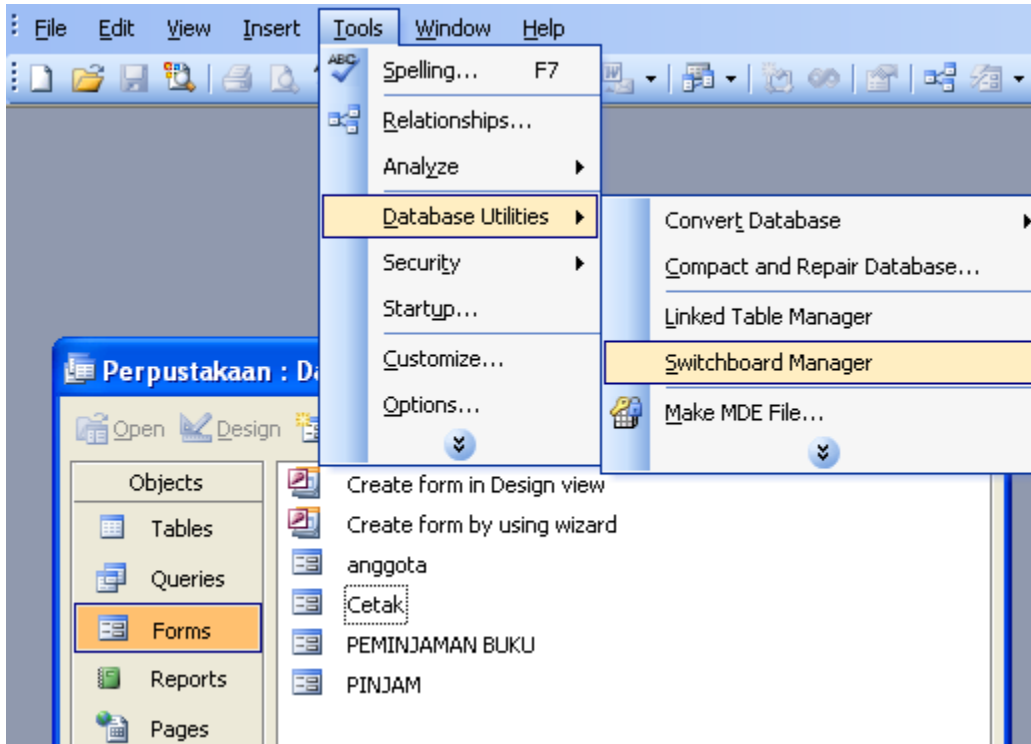 File Edit View Insert Tools Window Help
ABC
Spelling... F7
Relationships...
Analyze
Database Utilities
Security
Startup...
Customize...
Options...
Convert Database
Compact and Repair Database...
Linked Table Manager
Switchboard Manager
Make MDE File...
Perpustakaan : Da
Open Design
Objects
Tables
Queries
Forms
Reports
Pages
Create form in Design view
Create form by using wizard
anggota
Cetak
PEMINJAMAN BUKU
PINJAM